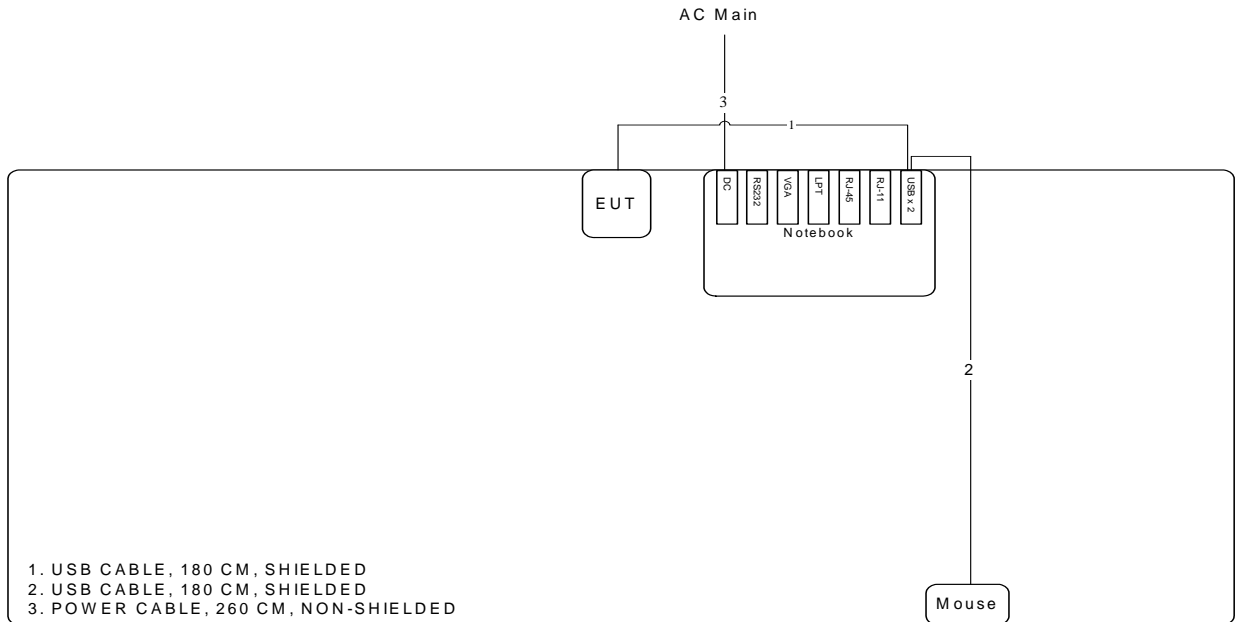 AC Main
3
1
EUT
DC
RS232
VGA
LPT
RJ-45
RJ-11
USB x 2
Notebook
2
1. USB CABLE, 180 CM, SHIELDED
2. USB CABLE, 180 CM, SHIELDED
3. POWER CABLE, 260 CM, NON-SHIELDED
Mouse